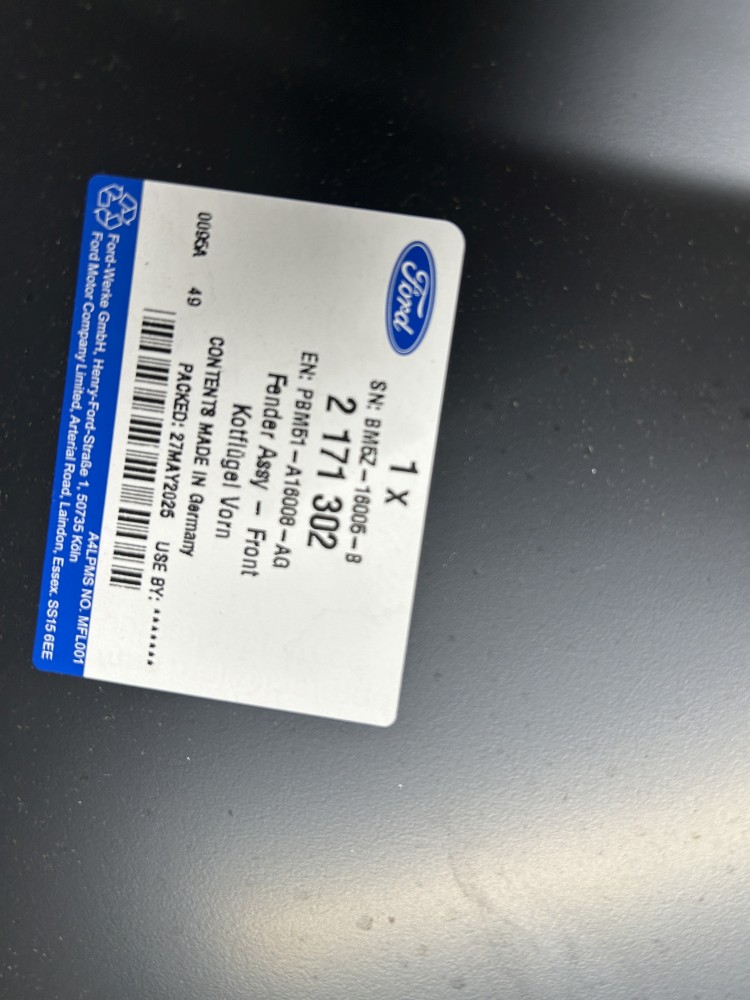 Ford
1 X
SN: BM5Z-16006-B
2 171 302
EN: PBM51-A16008-AG
Fender Assy - Front
Kotflügel Vorn
CONTENTS MADE IN Germany
0095A 49
PACKED: 27MAY2025 USE BY: *******
A4LPMS NO. MFL001
Ford-Werke GmbH, Henry-Ford-Straße 1, 50735 Köln
Ford Motor Company Limited, Arterial Road, Laindon, Essex. SS15 6EE